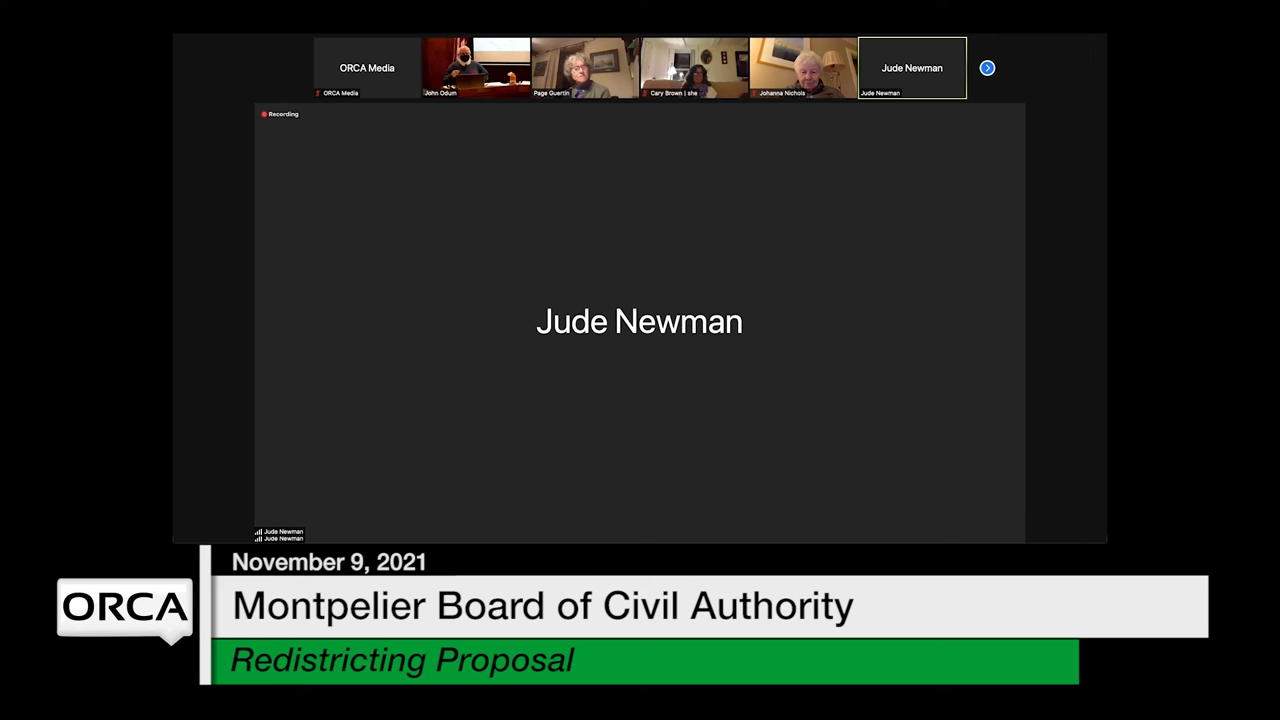 ORCA Media
Jude Newman
ORCA Media
John Odum
Page Guertin
Cary Brown | she
Johanna Nichols
Jude Newman
Recording
Jude Newman
Jude Newman
Jude Newman
November 9, 2021
ORCA
Montpelier Board of Civil Authority
Redistricting Proposal